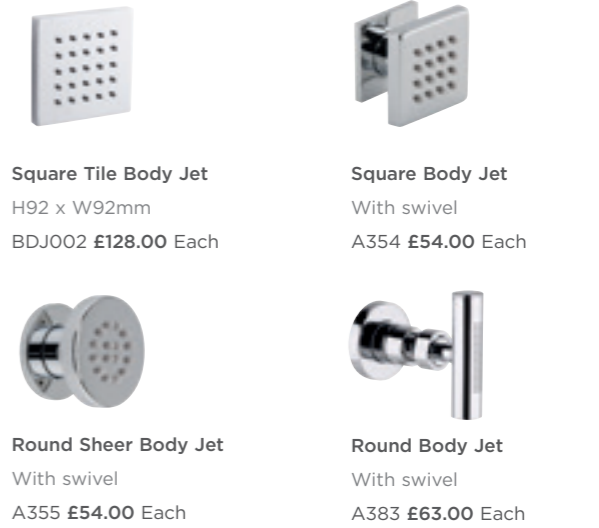 Square Tile Body Jet
H92 x W92mm
BDJ002 £128.00 Each
Square Body Jet
With swivel
A354 £54.00 Each
Round Sheer Body Jet
With swivel
A355 £54.00 Each
Round Body Jet
With swivel
A383 £63.00 Each